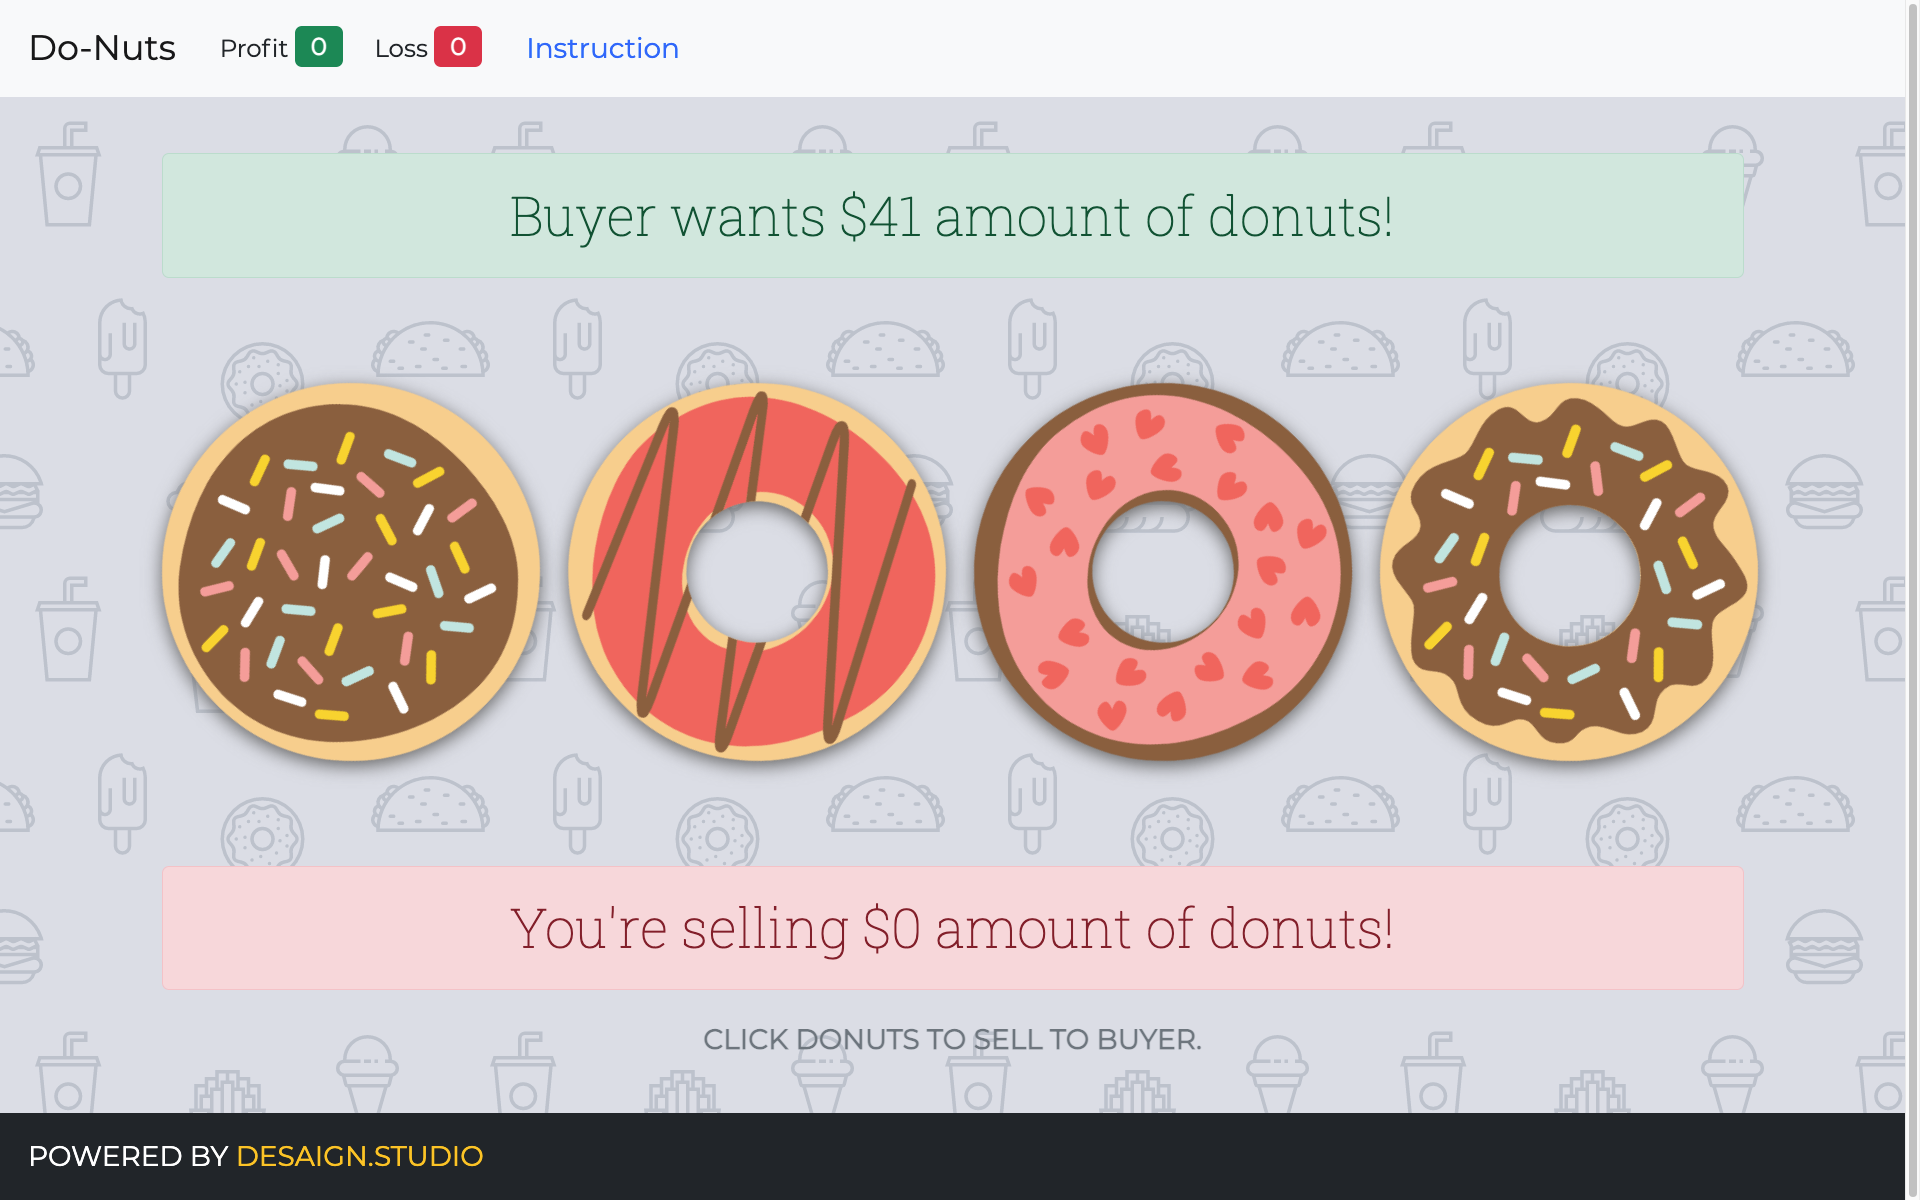 Do-Nuts Profit 0 Loss 0 Instruction
Buyer wants $41 amount of donuts!
You're selling $0 amount of donuts!
CLICK DONUTS TO SELL TO BUYER.
POWERED BY DESAIGN.STUDIO